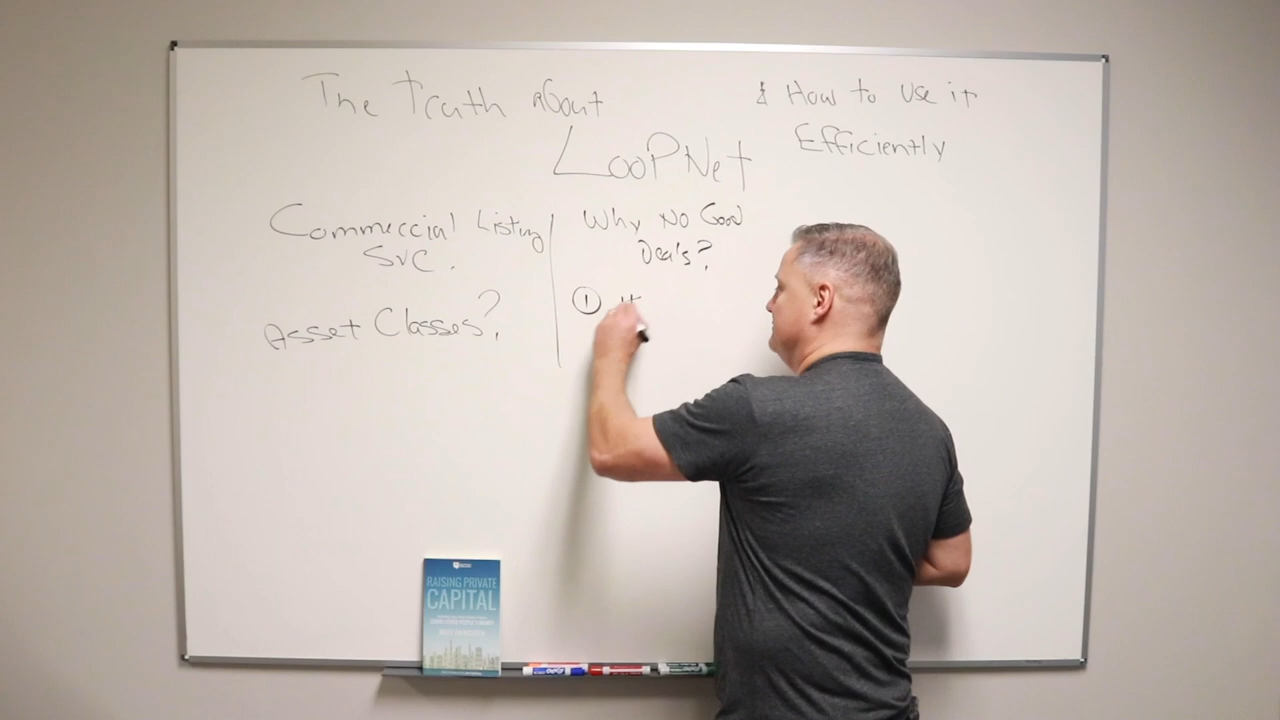 The Truth About
& How to Use it
Efficiently
LoopNet
Commercial Listing
SVC.
Asset Classes?
Why No Good
Deals?
①
RAISING PRIVATE
CAPITAL